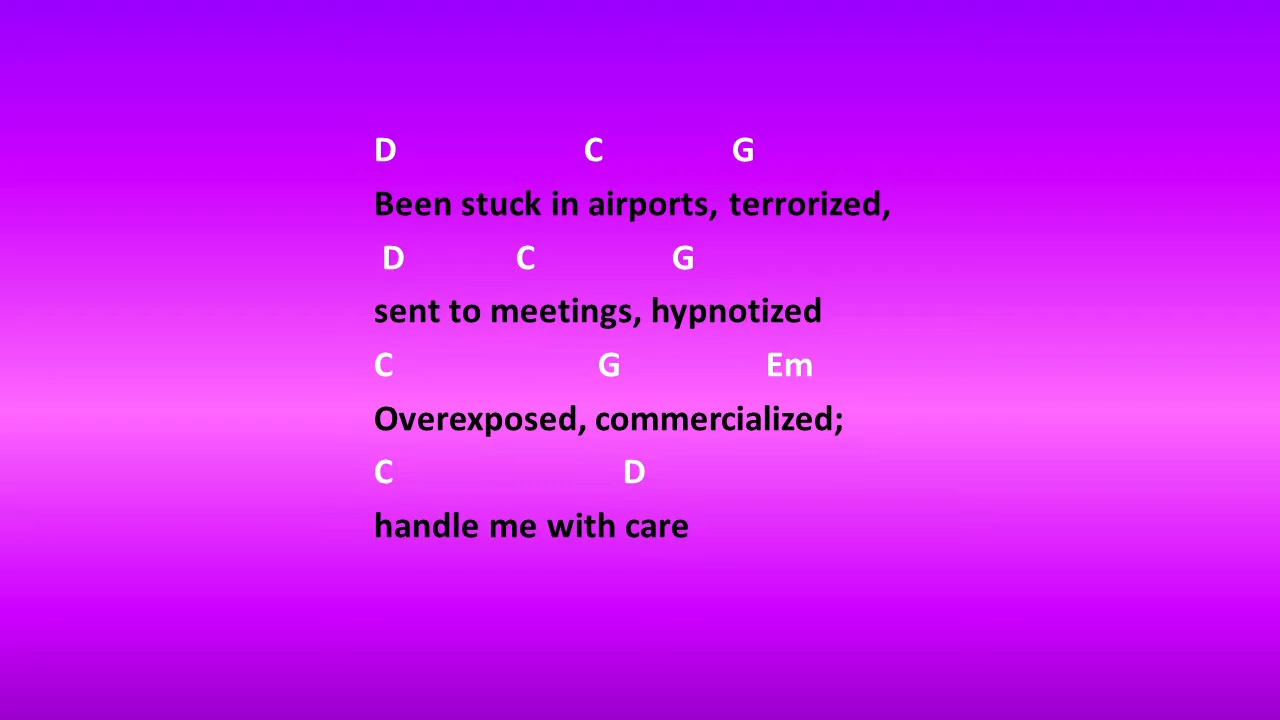 D C G
Been stuck in airports, terrorized,
D C G
sent to meetings, hypnotized
C G Em
Overexposed, commercialized;
C D
handle me with care